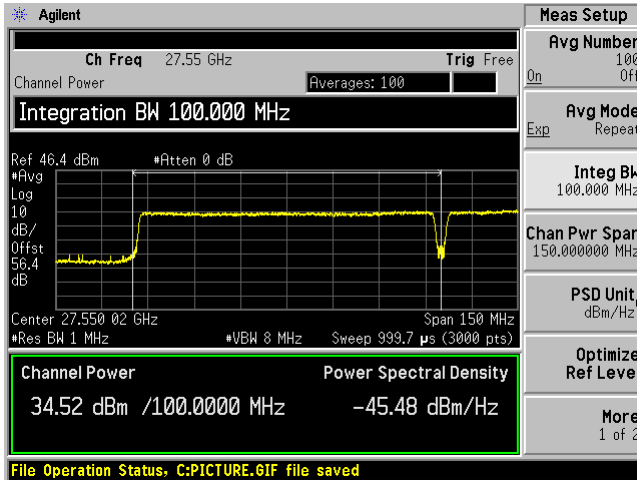 Agilent
Meas Setup
Ch Freq 27.55 GHz
Trig Free
Channel Power
Averages: 100
Integration BW 100.000 MHz
Ref 46.4 dBm
#Atten 0 dB
#Avg
Log
10
dB/
Offst
56.4
dB
Center 27.550 02 GHz
Span 150 MHz
#Res BW 1 MHz
#VBW 8 MHz
Sweep 999.7 µs (3000 pts)
Channel Power
Power Spectral Density
34.52 dBm /100.0000 MHz
-45.48 dBm/Hz
File Operation Status, C:PICTURE.GIF file saved
Avg Number
100
On Off
Avg Mode
Exp Repeat
Integ BW
100.000 MHz
Chan Pwr Span
150.000000 MHz
PSD Unit
dBm/Hz
Optimize
Ref Level
More
1 of 2